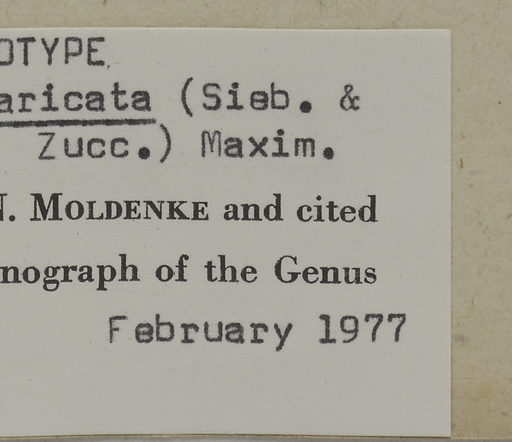 OTYPE
aricata (Sieb. &
Zucc.) Maxim.
N. MOLDENKE and cited
nograph of the Genus
February 1977